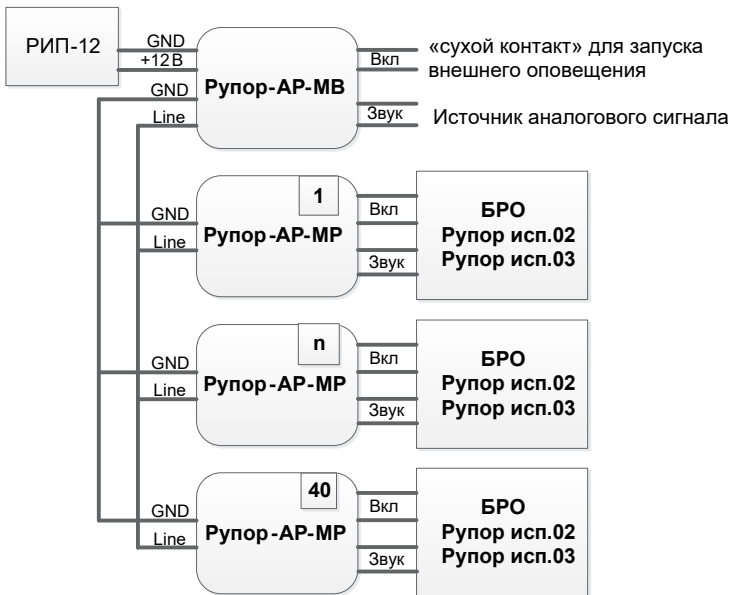 РИП-12
GND
+12В
GND
Line
Рупор-АР-МВ
Вкл
Звук
«сухой контакт» для запуска
внешнего оповещения
Источник аналогового сигнала
GND
Line
1
Рупор-АР-МР
Вкл
Звук
БРО
Рупор исп.02
Рупор исп.03
GND
Line
n
Рупор-АР-МР
Вкл
Звук
БРО
Рупор исп.02
Рупор исп.03
GND
Line
40
Рупор-АР-МР
Вкл
Звук
БРО
Рупор исп.02
Рупор исп.03